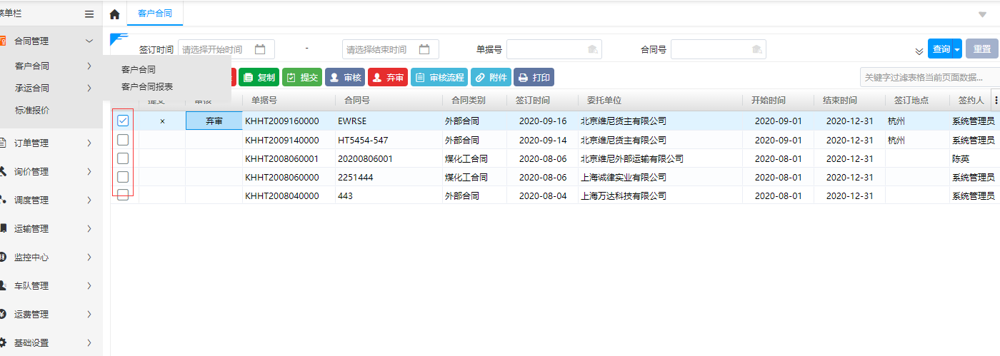 菜单栏
客户合同
合同管理
签订时间 请选择开始时间 - 请选择结束时间 单据号 合同号 查询 重置
客户合同
承运合同
标准报价
客户合同
客户合同报表
复制 提交 审核 弃审 审核流程 附件 打印 关键字过滤表格当前页面数据...
提交 审核 单据号 合同号 合同类别 签订时间 委托单位 开始时间 结束时间 签订地点 签约人
× 弃审 KHHT2009160000 EWRSE 外部合同 2020-09-16 北京维尼货主有限公司 2020-09-01 2020-12-31 杭州 系统管理员
KHHT2009140000 HT5454-547 外部合同 2020-09-14 北京维尼货主有限公司 2020-09-01 2020-12-31 杭州 系统管理员
KHHT2008060001 20200806001 煤化工合同 2020-08-06 北京维尼外部运输有限公司 2020-08-01 2020-12-31 陈英
KHHT2008060000 2251444 煤化工合同 2020-08-06 上海诚律实业有限公司 2020-08-01 2020-12-31 系统管理员
KHHT2008040000 443 外部合同 2020-08-04 上海万达科技有限公司 2020-08-01 2020-12-31 系统管理员
订单管理
询价管理
调度管理
运输管理
监控中心
车队管理
运费管理
基础设置